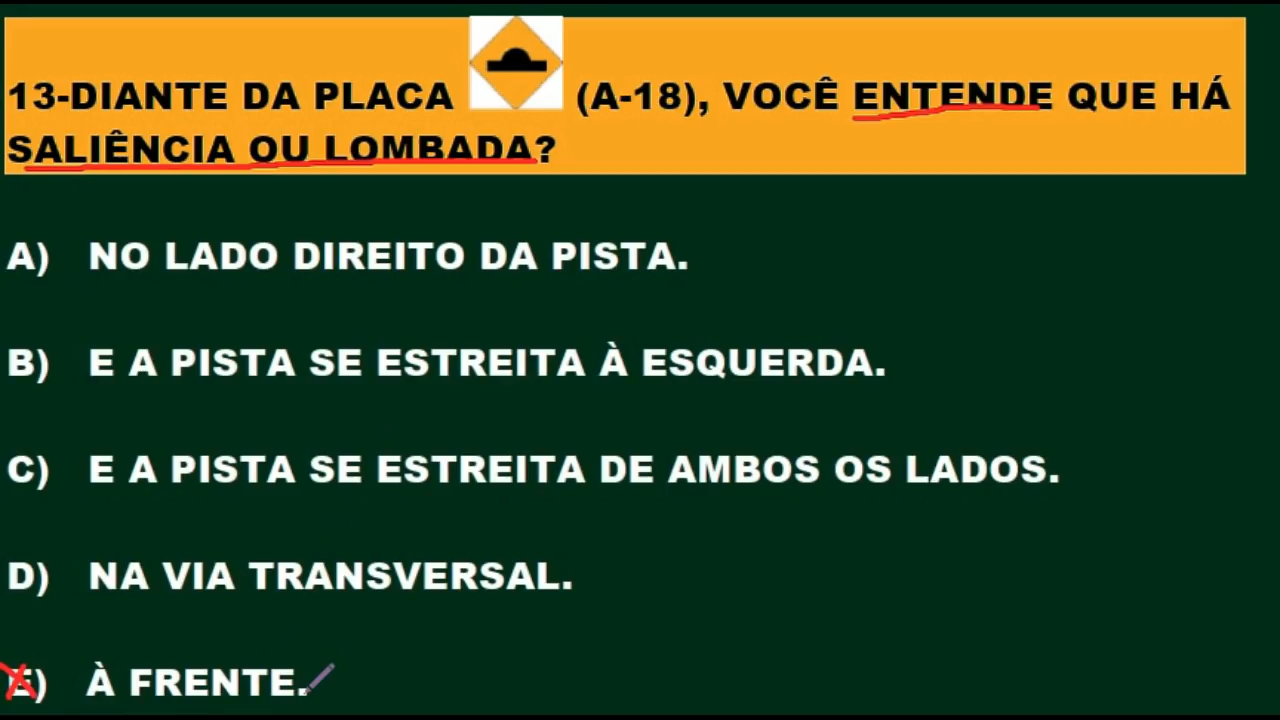 13-DIANTE DA PLACA (A-18), VOCÊ ENTENDE QUE HÁ
SALIÊNCIA OU LOMBADA?
A) NO LADO DIREITO DA PISTA.
B) E A PISTA SE ESTREITA À ESQUERDA.
C) E A PISTA SE ESTREITA DE AMBOS OS LADOS.
D) NA VIA TRANSVERSAL.
E) À FRENTE.